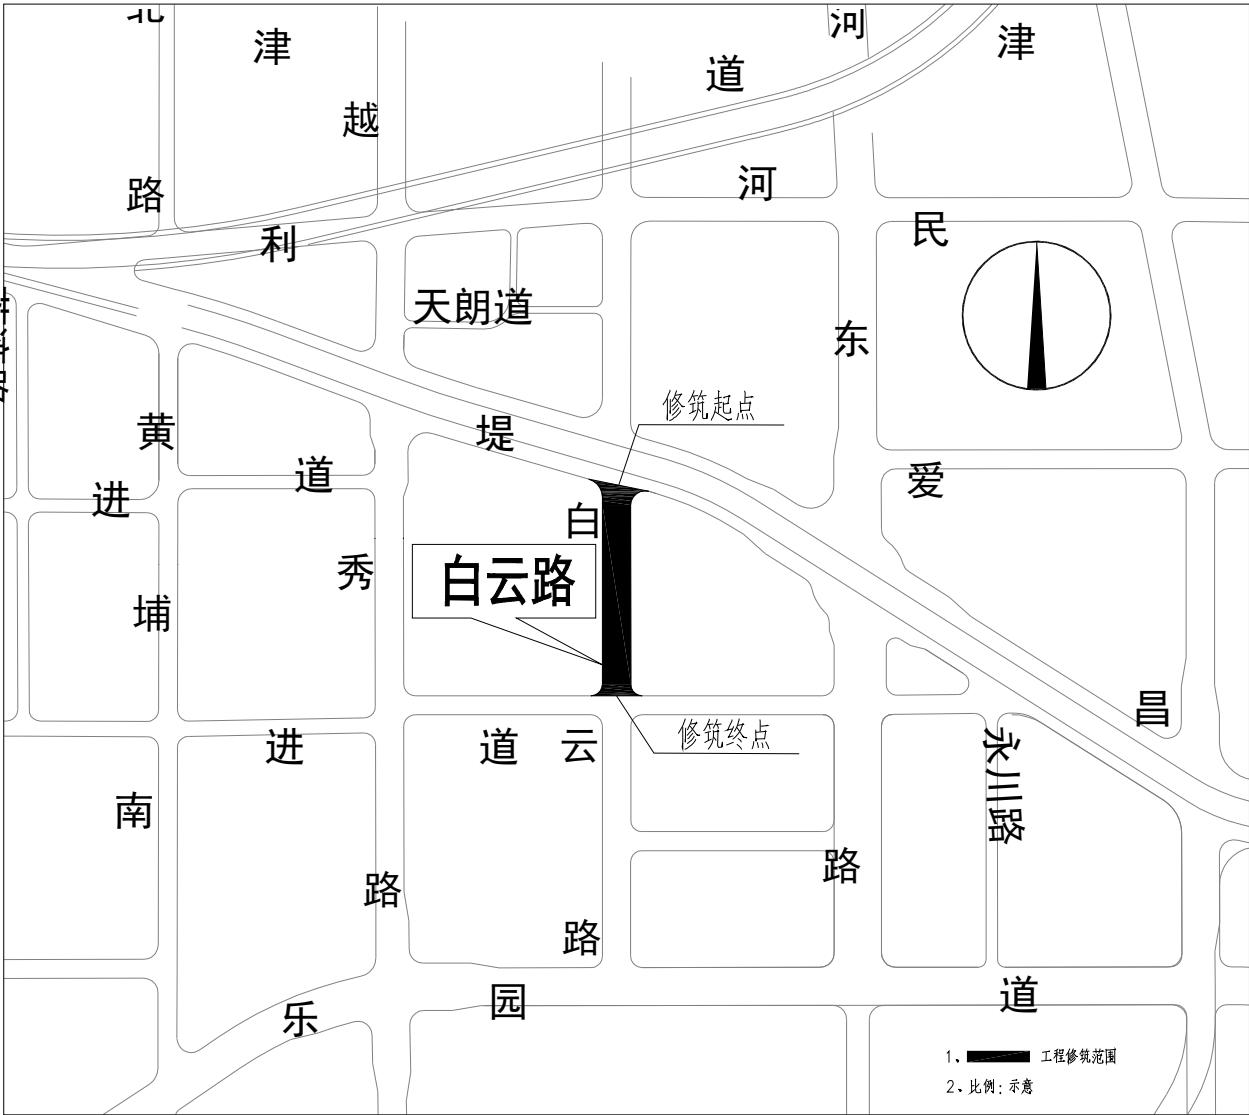 北
津
河
津
道
越
河
路
民
利
天朗道
东
修筑起点
黄
堤
道
爱
进
白
秀
白云路
埔
昌
修筑终点
进
道
云
永川路
南
路
路
路
园
道
乐
1、 工程修筑范围
2、比例：示意